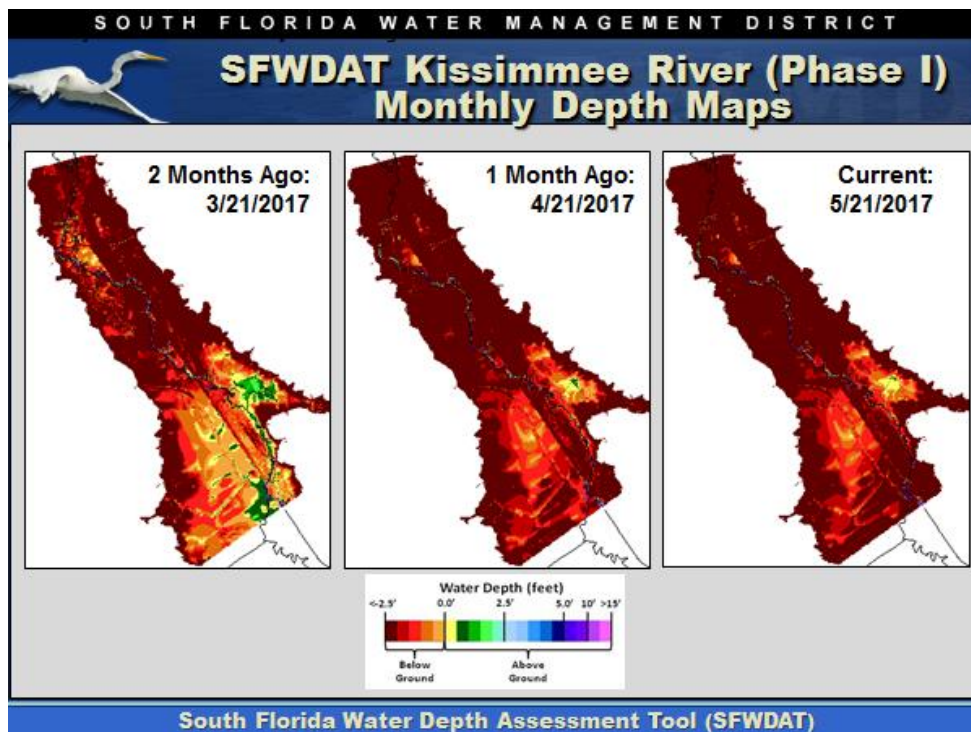 SOUTH FLORIDA WATER MANAGEMENT DISTRICT
SFWDAT Kissimmee River (Phase I)
Monthly Depth Maps
2 Months Ago:
3/21/2017
1 Month Ago:
4/21/2017
Current:
5/21/2017
Water Depth (feet)
<-2.5' 0.0' 2.5' 5.0' 10' >15'
Below
Ground
Above
Ground
South Florida Water Depth Assessment Tool (SFWDAT)